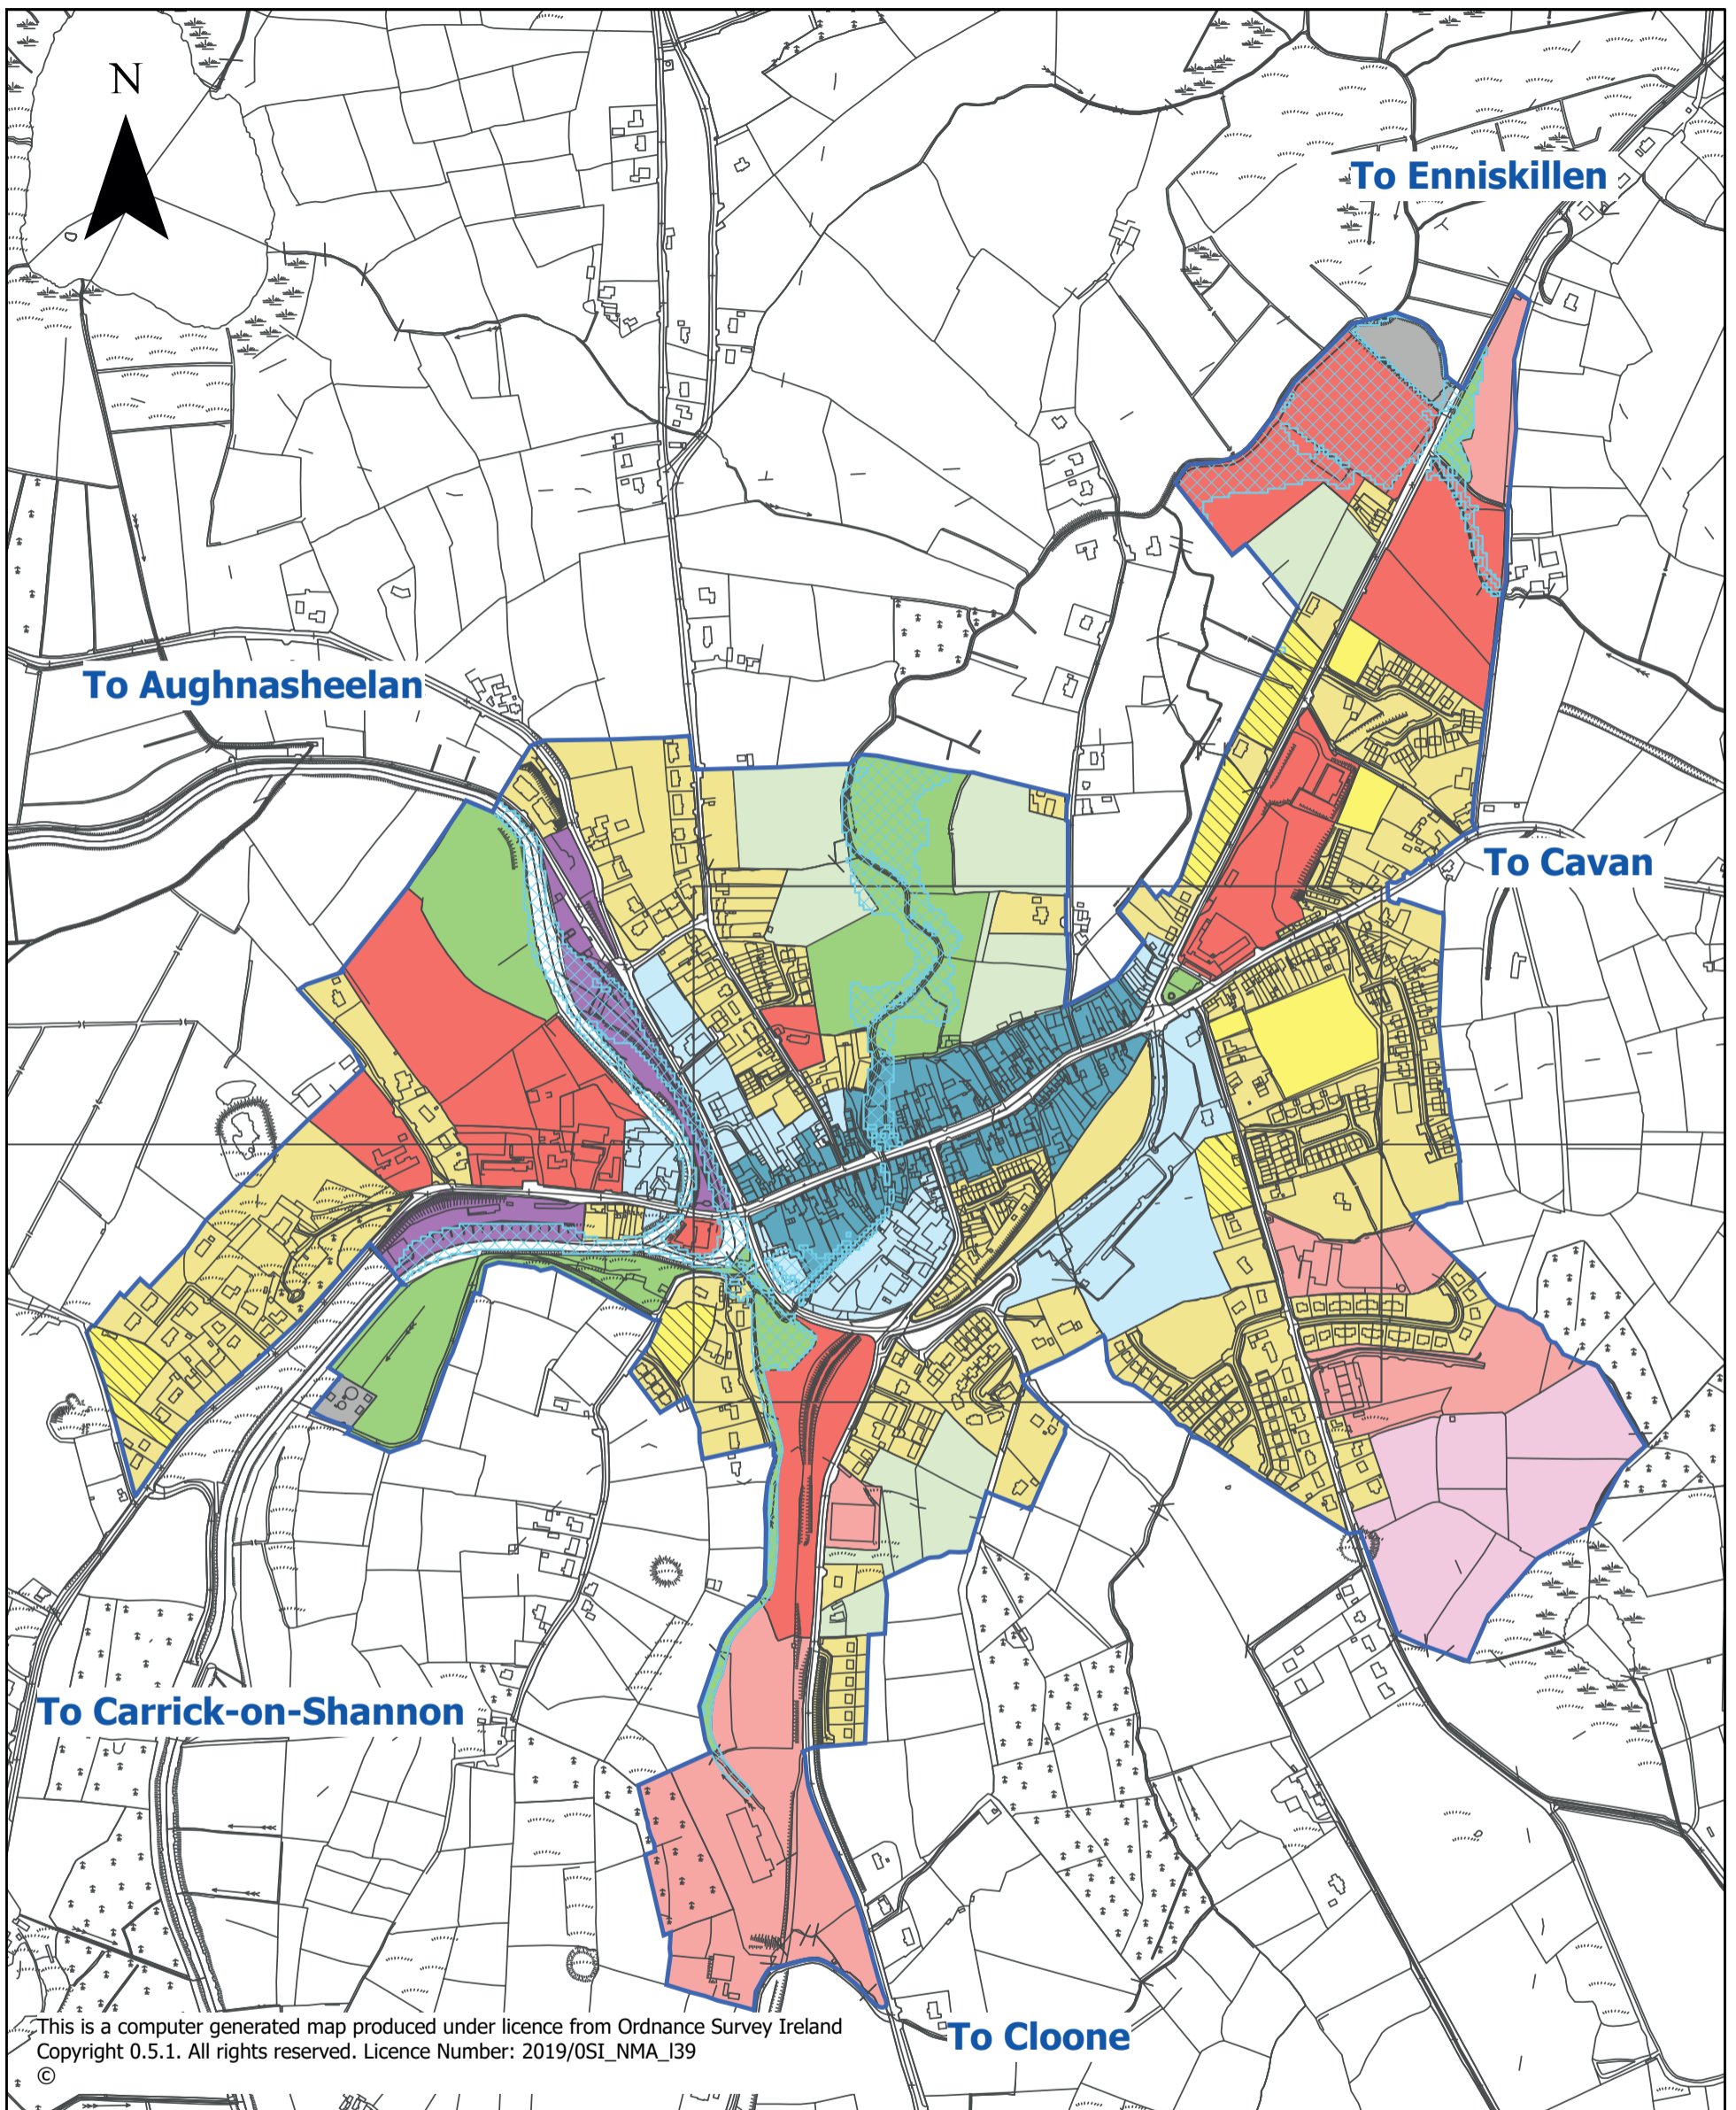 N
To Enniskillen
To Aughnasheelan
To Cavan
To Carrick-on-Shannon
This is a computer generated map produced under licence from Ordnance Survey Ireland
Copyright 0.5.1. All rights reserved. Licence Number: 2019/0SI_NMA_l39
©
To Cloone